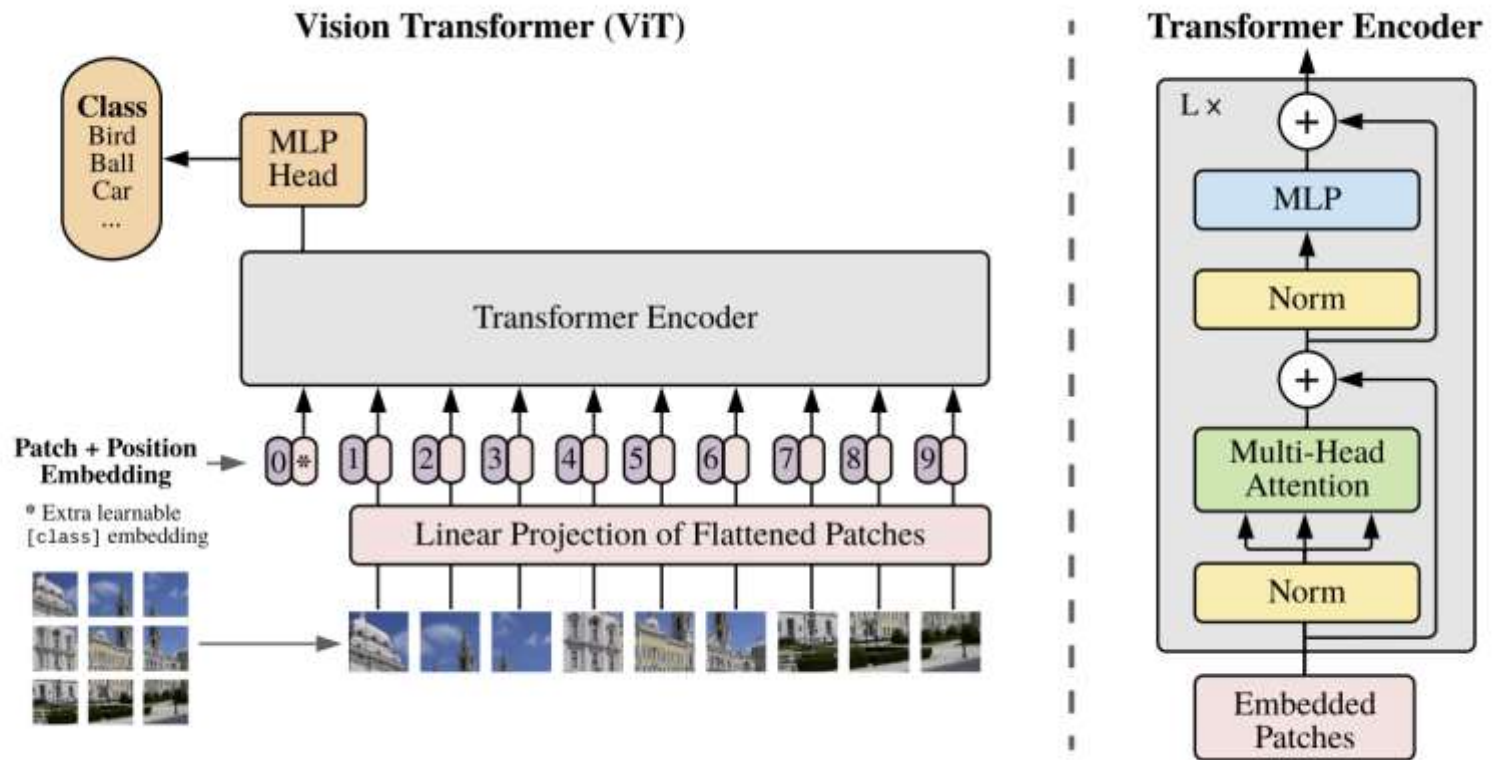 Vision Transformer (ViT)
Class
Bird
Ball
Car
...
MLP
Head
Transformer Encoder
Patch + Position
Embedding
0 * 1 2 3 4 5 6 7 8 9
* Extra learnable
[class] embedding
Linear Projection of Flattened Patches
Transformer Encoder
L ×
+
MLP
Norm
+
Multi-Head
Attention
Norm
Embedded
Patches